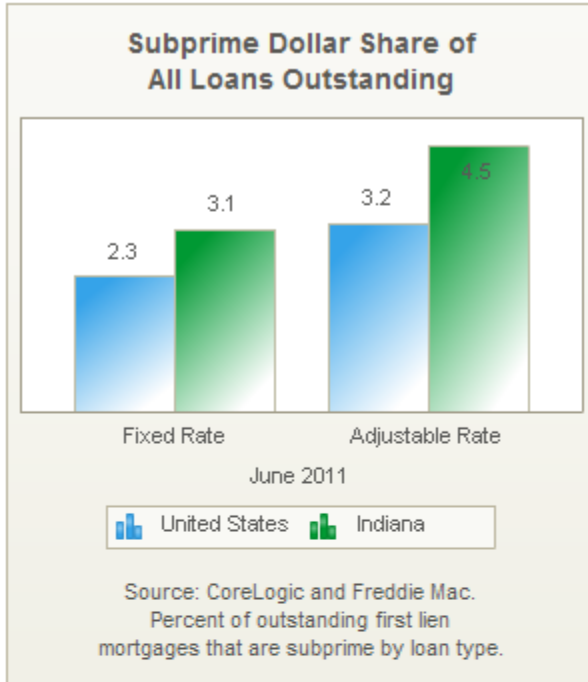 Subprime Dollar Share of
All Loans Outstanding
2.3
3.1
3.2
4.5
Fixed Rate
Adjustable Rate
June 2011
United States
Indiana
Source: CoreLogic and Freddie Mac.
Percent of outstanding first lien
mortgages that are subprime by loan type.